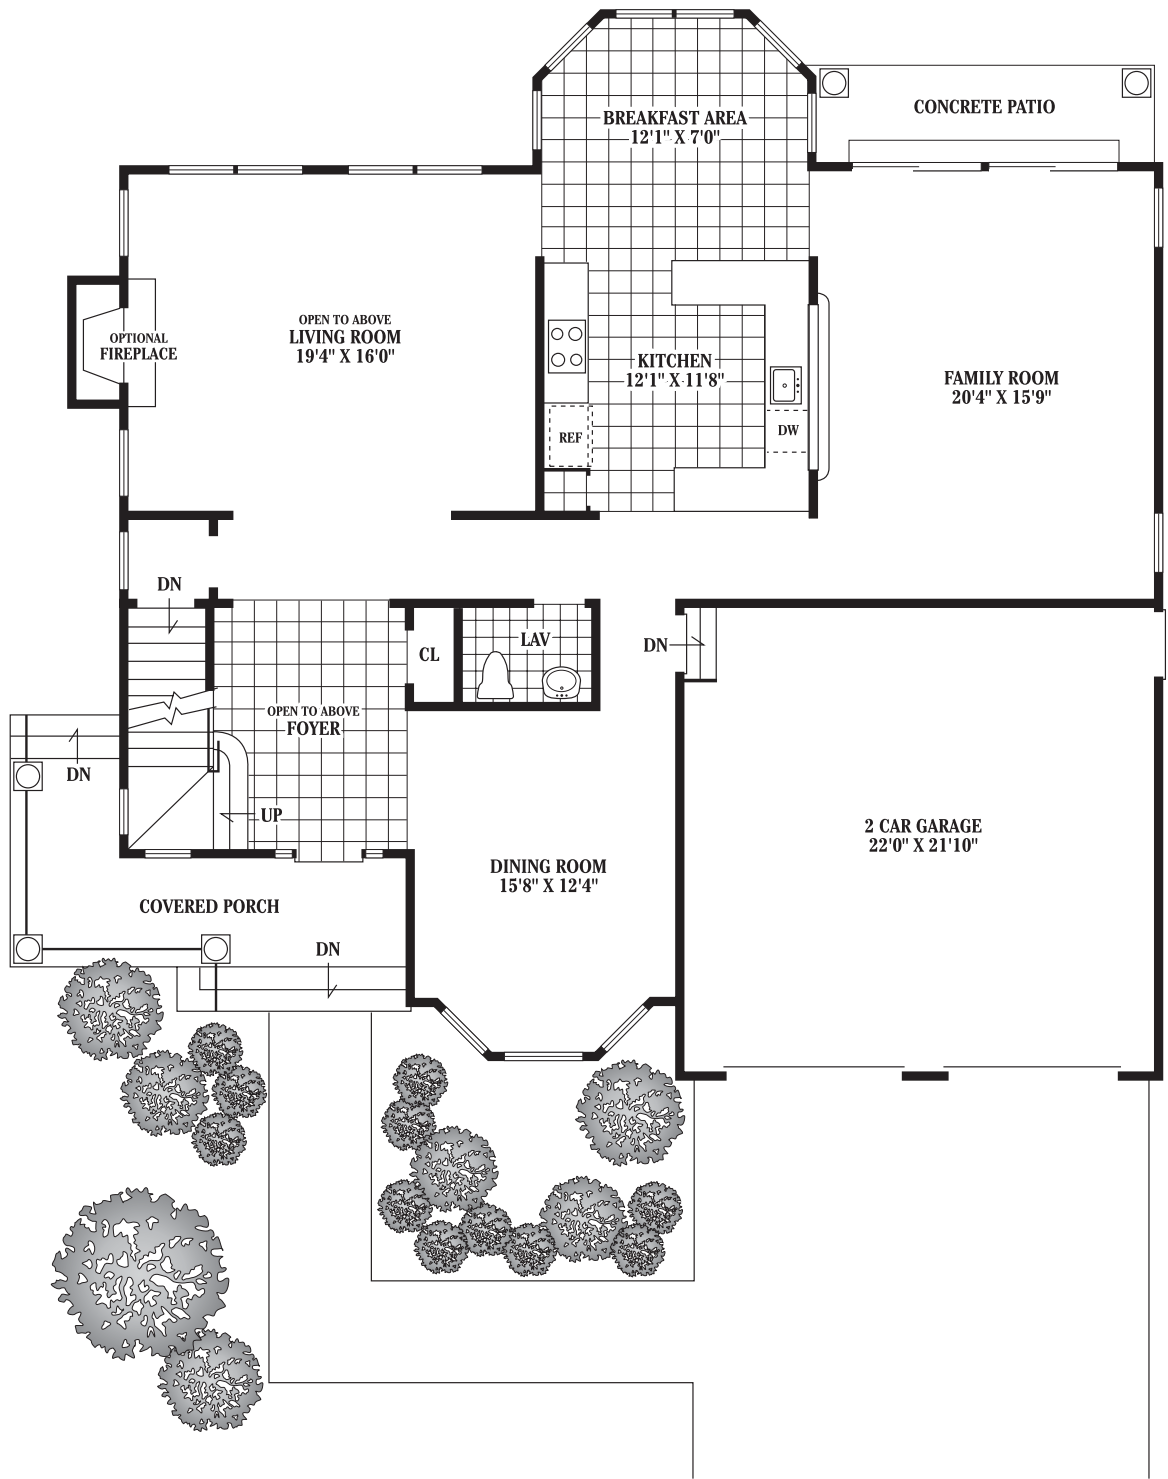 BREAKFAST AREA
12'1" X 7'0"
CONCRETE PATIO
OPEN TO ABOVE
LIVING ROOM
19'4" X 16'0"
OPTIONAL
FIREPLACE
KITCHEN
12'1" X 11'8"
REF
DW
FAMILY ROOM
20'4" X 15'9"
DN
CL
LAV
DN
OPEN TO ABOVE
FOYER
DN
UP
2 CAR GARAGE
22'0" X 21'10"
DINING ROOM
15'8" X 12'4"
COVERED PORCH
DN